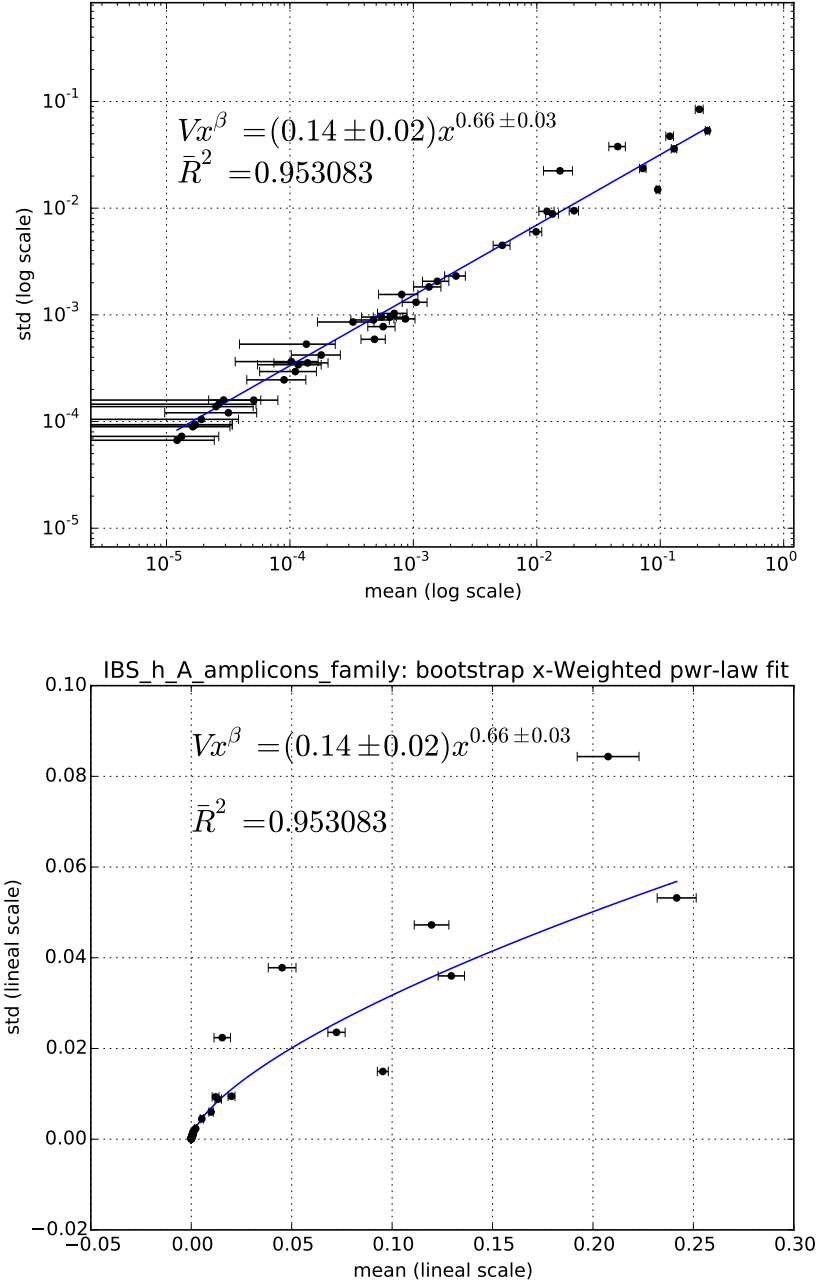 10⁻¹
Vx^β =(0.14±0.02)x^0.66±0.03
R̄² =0.953083
10⁻²
10⁻³
10⁻⁴
10⁻⁵
std (log scale)
10⁻⁵ 10⁻⁴ 10⁻³ 10⁻² 10⁻¹ 10⁰
mean (log scale)
IBS_h_A_amplicons_family: bootstrap x-Weighted pwr-law fit
0.10
Vx^β =(0.14±0.02)x^0.66±0.03
0.08
R̄² =0.953083
0.06
0.04
0.02
0.00
−0.02
std (lineal scale)
−0.05 0.00 0.05 0.10 0.15 0.20 0.25 0.30
mean (lineal scale)